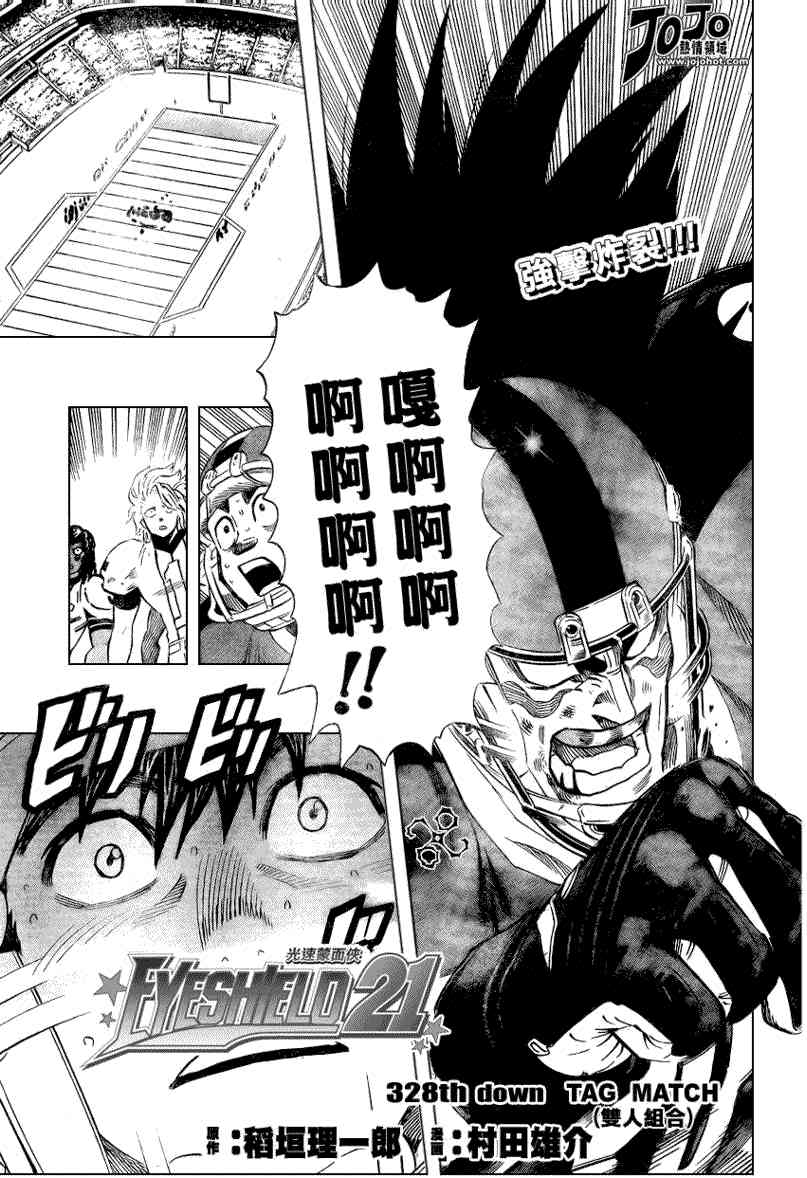 JOJO
熱情領域
www.jojohot.com
強擊炸裂!!!
嘎啊啊啊
啊啊啊啊!!
ビリ
ビリ
光速蒙面俠
EYESHIELD 21
328th down TAG MATCH
(雙人組合)
原作:稻垣理一郎 漫画:村田雄介